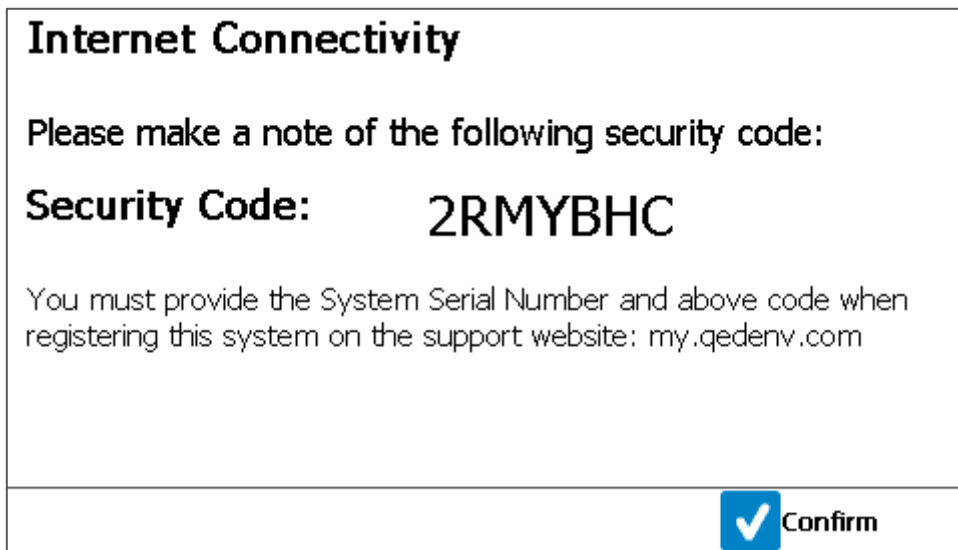 Internet Connectivity
Please make a note of the following security code:
Security Code: 2RMYBHC
You must provide the System Serial Number and above code when
registering this system on the support website: my.qedenv.com
Confirm